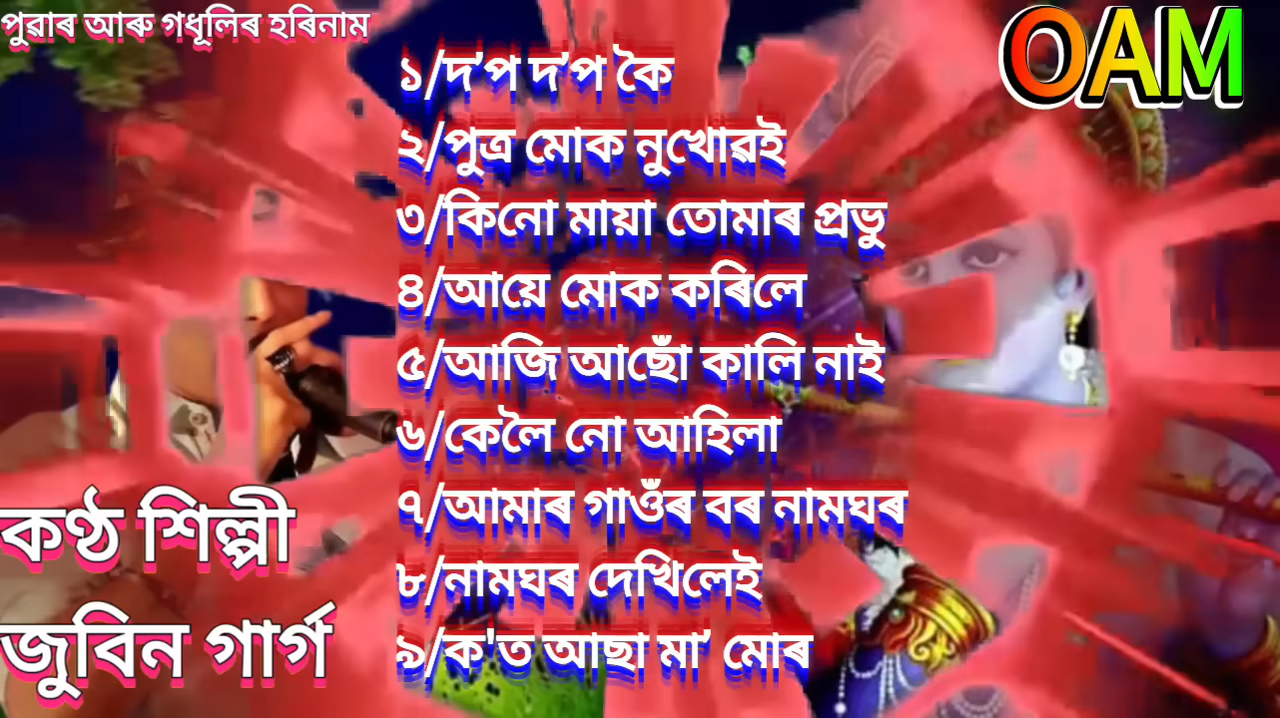 পুৱাৰ আৰু গধূলিৰ হৰিনাম
OAM
১/দ’প দ’প কৈ
২/পুত্ৰ মোক নুখোৱই
৩/কিনো মায়া তোমাৰ প্ৰভু
৪/আয়ে মোক কৰিলে
৫/আজি আছোঁ কালি নাই
৬/কেলৈ নো আহিলা
৭/আমাৰ গাওঁৰ বৰ নামঘৰ
৮/নামঘৰ দেখিলেই
৯/ক'ত আছা মা’ মোৰ
কণ্ঠ শিল্পী
জুবিন গাৰ্গ